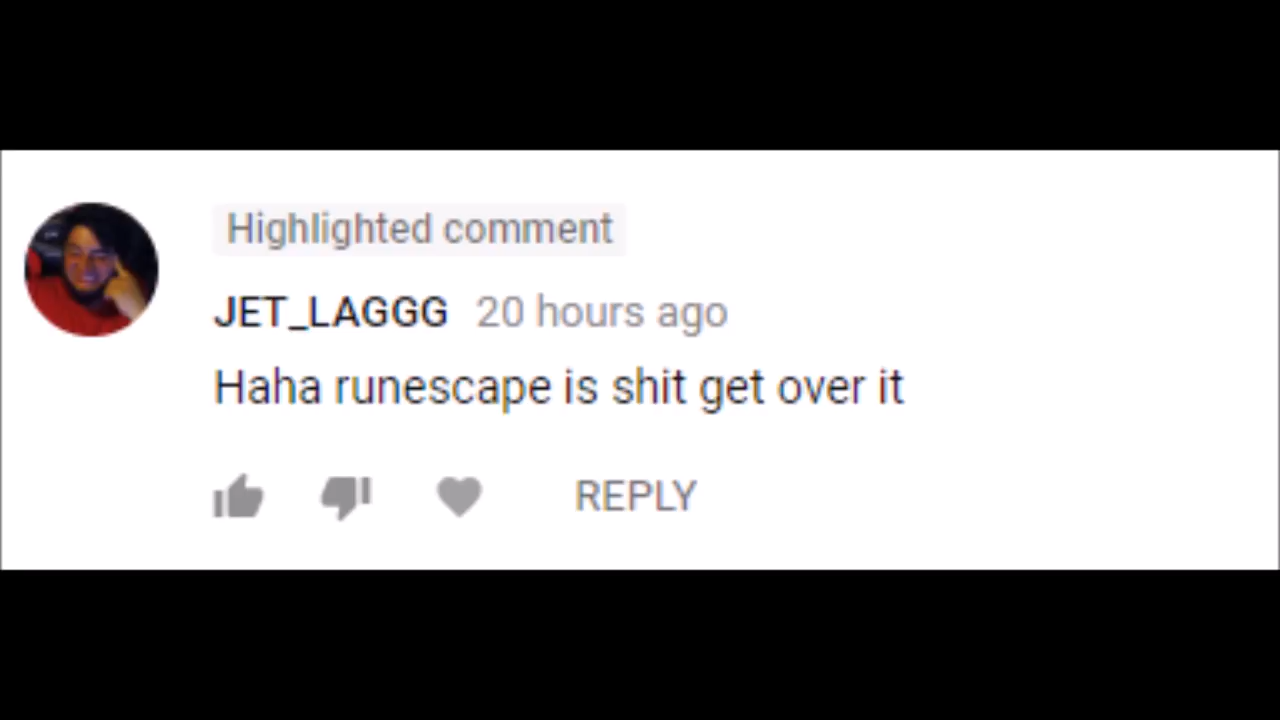 Highlighted comment
JET_LAGGG 20 hours ago
Haha runescape is shit get over it
REPLY